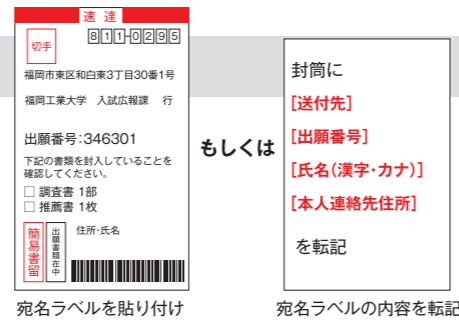 速 達
切手
811-0295
福岡市東区和白東3丁目30番1号
福岡工業大学　入試広報課　行
出願番号:346301
下記の書類を封入していることを
確認してください。
□ 調査書 1部
□ 推薦書 1枚
簡易書留
出願書類在中
住所・氏名
宛名ラベルを貼り付け
もしくは
封筒に
[送付先]
[出願番号]
[氏名(漢字・カナ)]
[本人連絡先住所]
を転記
宛名ラベルの内容を転記